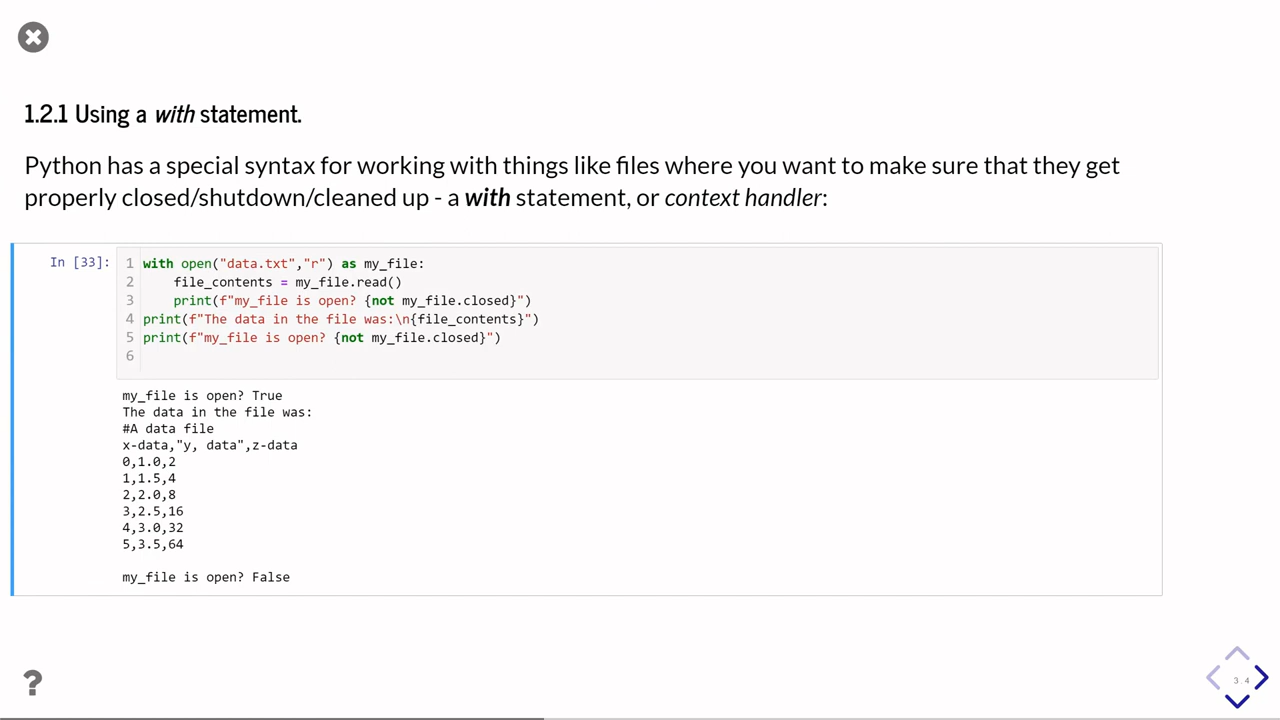 1.2.1 Using a with statement.
Python has a special syntax for working with things like files where you want to make sure that they get
properly closed/shutdown/cleaned up - a with statement, or context handler:
In [33]:
1 with open("data.txt","r") as my_file:
2     file_contents = my_file.read()
3     print(f"my_file is open? {not my_file.closed}")
4 print(f"The data in the file was:\n{file_contents}")
5 print(f"my_file is open? {not my_file.closed}")
6
my_file is open? True
The data in the file was:
#A data file
x-data,"y, data",z-data
0,1.0,2
1,1.5,4
2,2.0,8
3,2.5,16
4,3.0,32
5,3.5,64
my_file is open? False
?
3.4